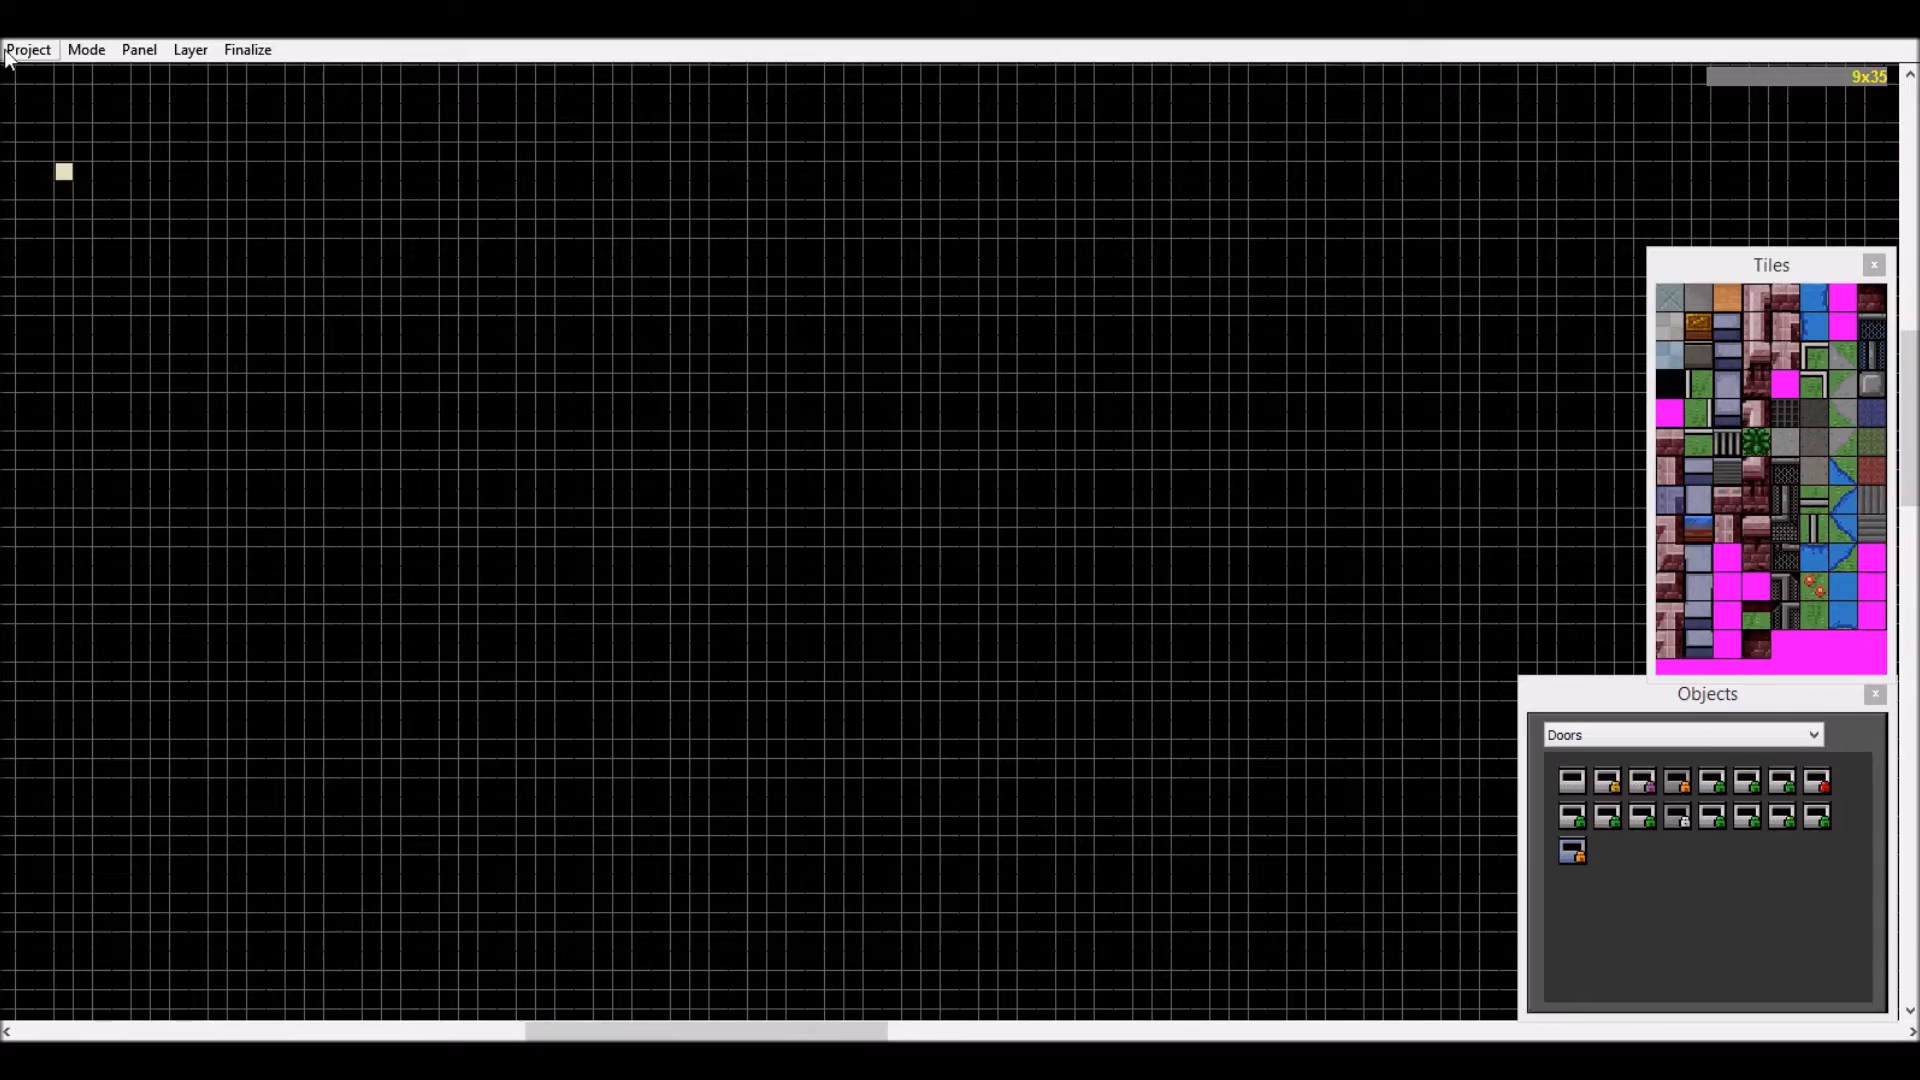 Project Mode Panel Layer Finalize
9x35
Tiles
x
Objects
x
Doors